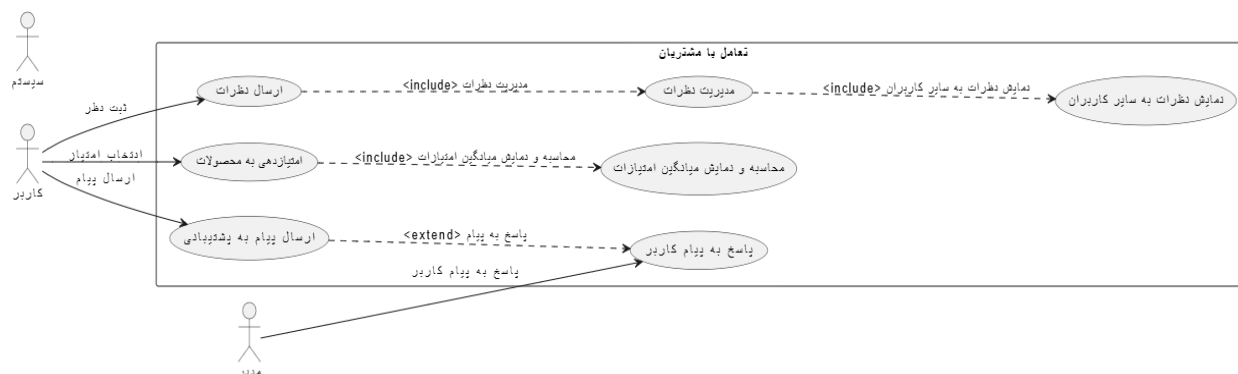 تعامل با مشتریان
سیستم
ثبت نظر
ارسال نظرات
<include> مدیریت نظرات
مدیریت نظرات
<include> نمایش نظرات به سایر کاربران
نمایش نظرات به سایر کاربران
کاربر
انتخاب امتیاز
امتیازدهی به محصولات
<include> محاسبه و نمایش میانگین امتیازات
محاسبه و نمایش میانگین امتیازات
ارسال پیام
ارسال پیام به پشتیبانی
<extend> پاسخ به پیام
پاسخ به پیام کاربر
پاسخ به پیام کاربر
مدیر